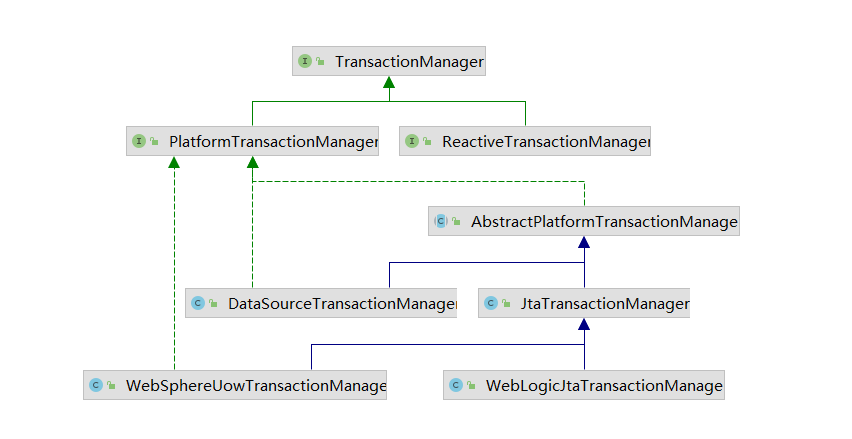 TransactionManager
PlatformTransactionManager
ReactiveTransactionManager
AbstractPlatformTransactionManage
DataSourceTransactionManager
JtaTransactionManager
WebSphereUowTransactionManage
WebLogicJtaTransactionManage